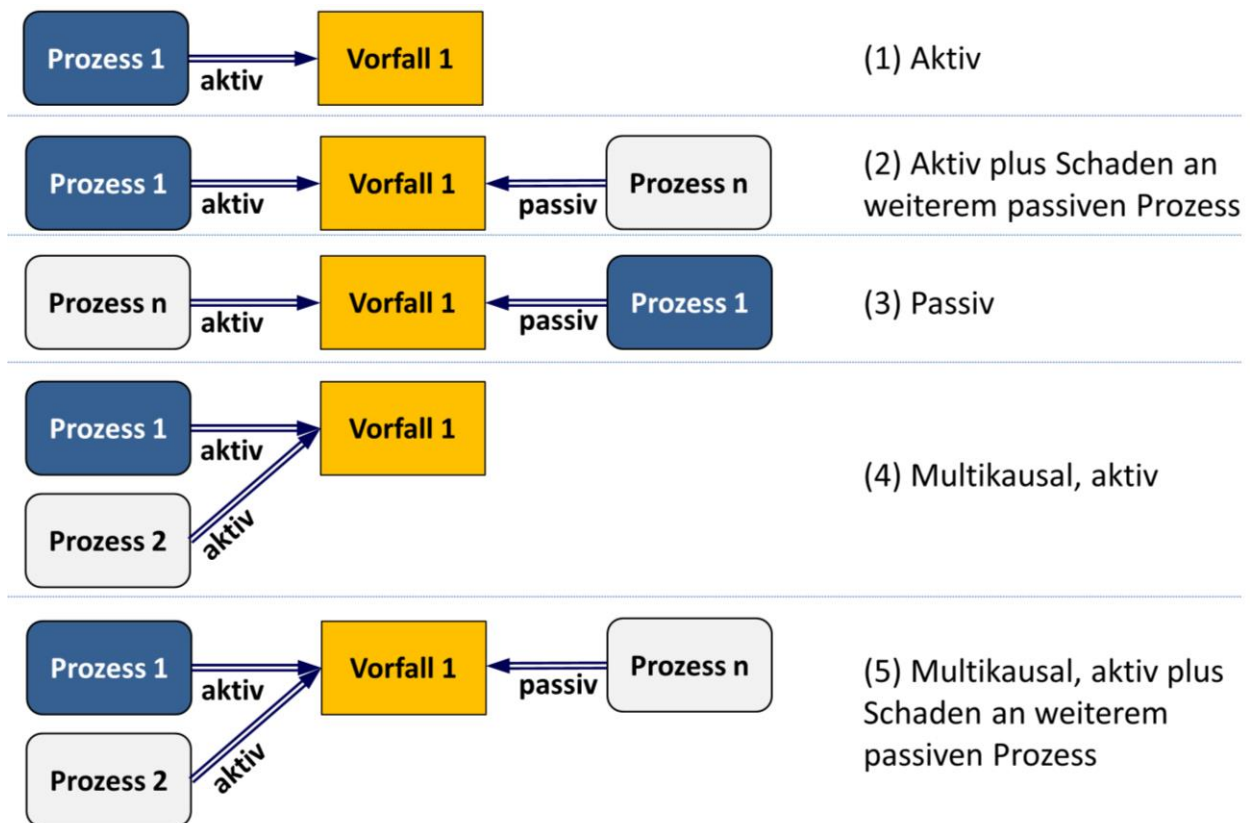 Prozess 1
aktiv
Vorfall 1
(1) Aktiv
Prozess 1
aktiv
Vorfall 1
passiv
Prozess n
(2) Aktiv plus Schaden an
weiterem passiven Prozess
Prozess n
aktiv
Vorfall 1
passiv
Prozess 1
(3) Passiv
Prozess 1
aktiv
Vorfall 1
Prozess 2
aktiv
(4) Multikausal, aktiv
Prozess 1
aktiv
Vorfall 1
passiv
Prozess n
Prozess 2
aktiv
(5) Multikausal, aktiv plus
Schaden an weiterem
passiven Prozess